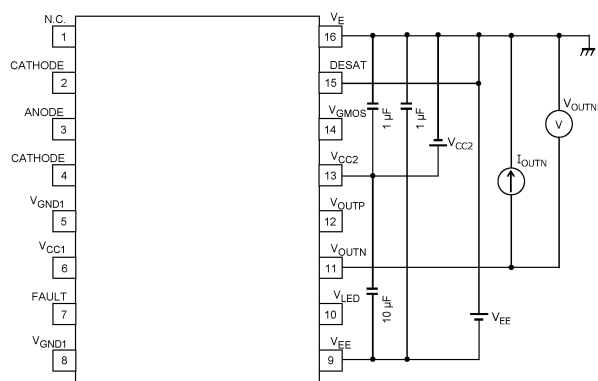 N.C.
1
CATHODE
2
ANODE
3
CATHODE
4
VGND1
5
VCC1
6
FAULT
7
VGND1
8
VE
16
DESAT
15
VGMOS
14
VCC2
13
VOUTP
12
VOUTN
11
VLED
10
VEE
9
1 µF
1 µF
VCC2
10 µF
VEE
IOUTN
VOUTN
V